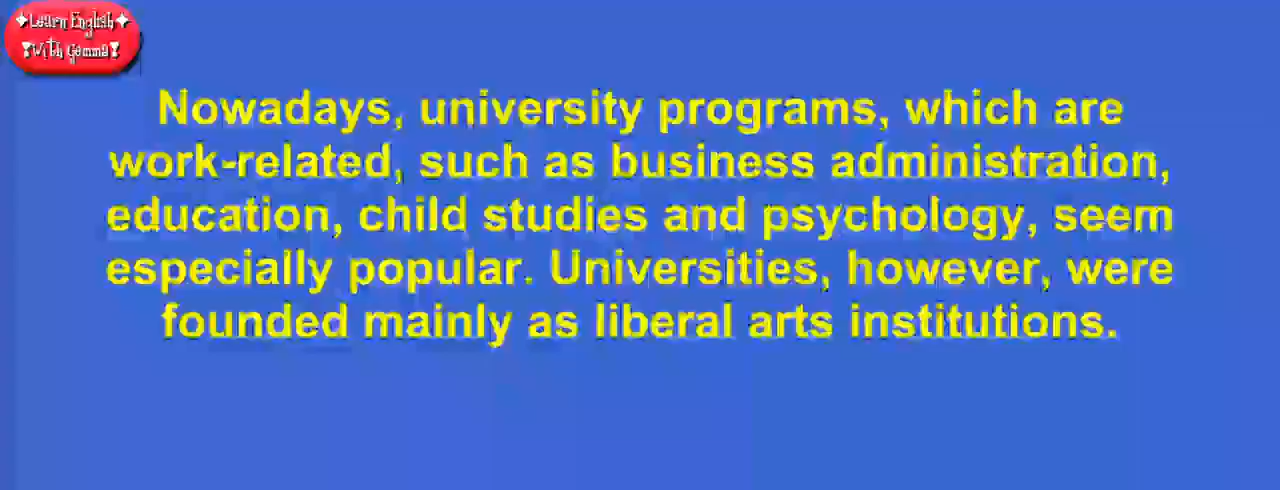 ✦Learn English✦
❣With Gemma❣
Nowadays, university programs, which are
work-related, such as business administration,
education, child studies and psychology, seem
especially popular. Universities, however, were
founded mainly as liberal arts institutions.